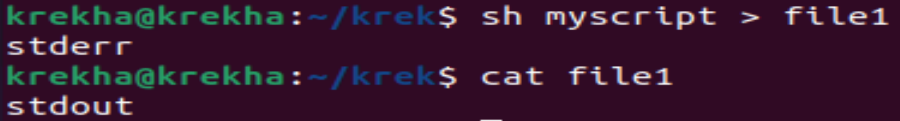 krekha@krekha:~/krek$ sh myscript > file1
stderr
krekha@krekha:~/krek$ cat file1
stdout